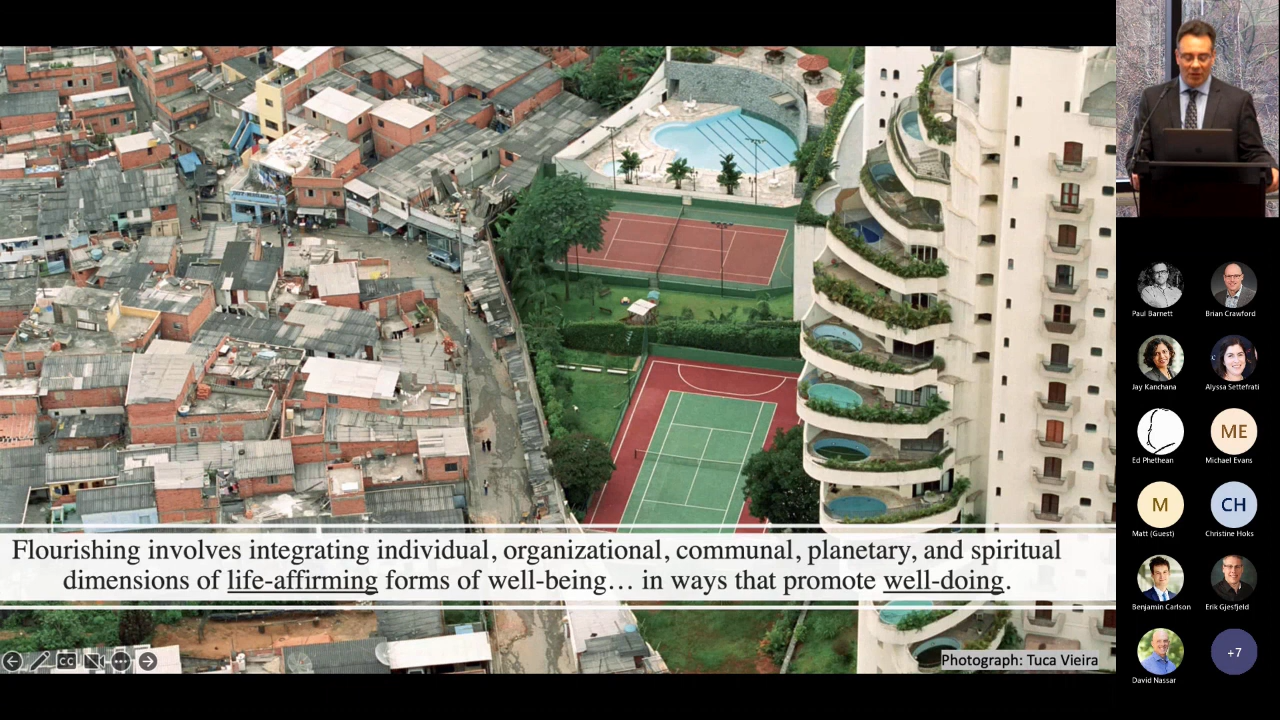 Flourishing involves integrating individual, organizational, communal, planetary, and spiritual
dimensions of life-affirming forms of well-being… in ways that promote well-doing.
CC
Photograph: Tuca Vieira
Paul Barnett
Brian Crawford
Jay Kanchana
Alyssa Settefrati
Ed Phethean
ME
Michael Evans
M
Matt (Guest)
CH
Christine Hoks
Benjamin Carlson
Erik Gjesfjeld
David Nassar
+7